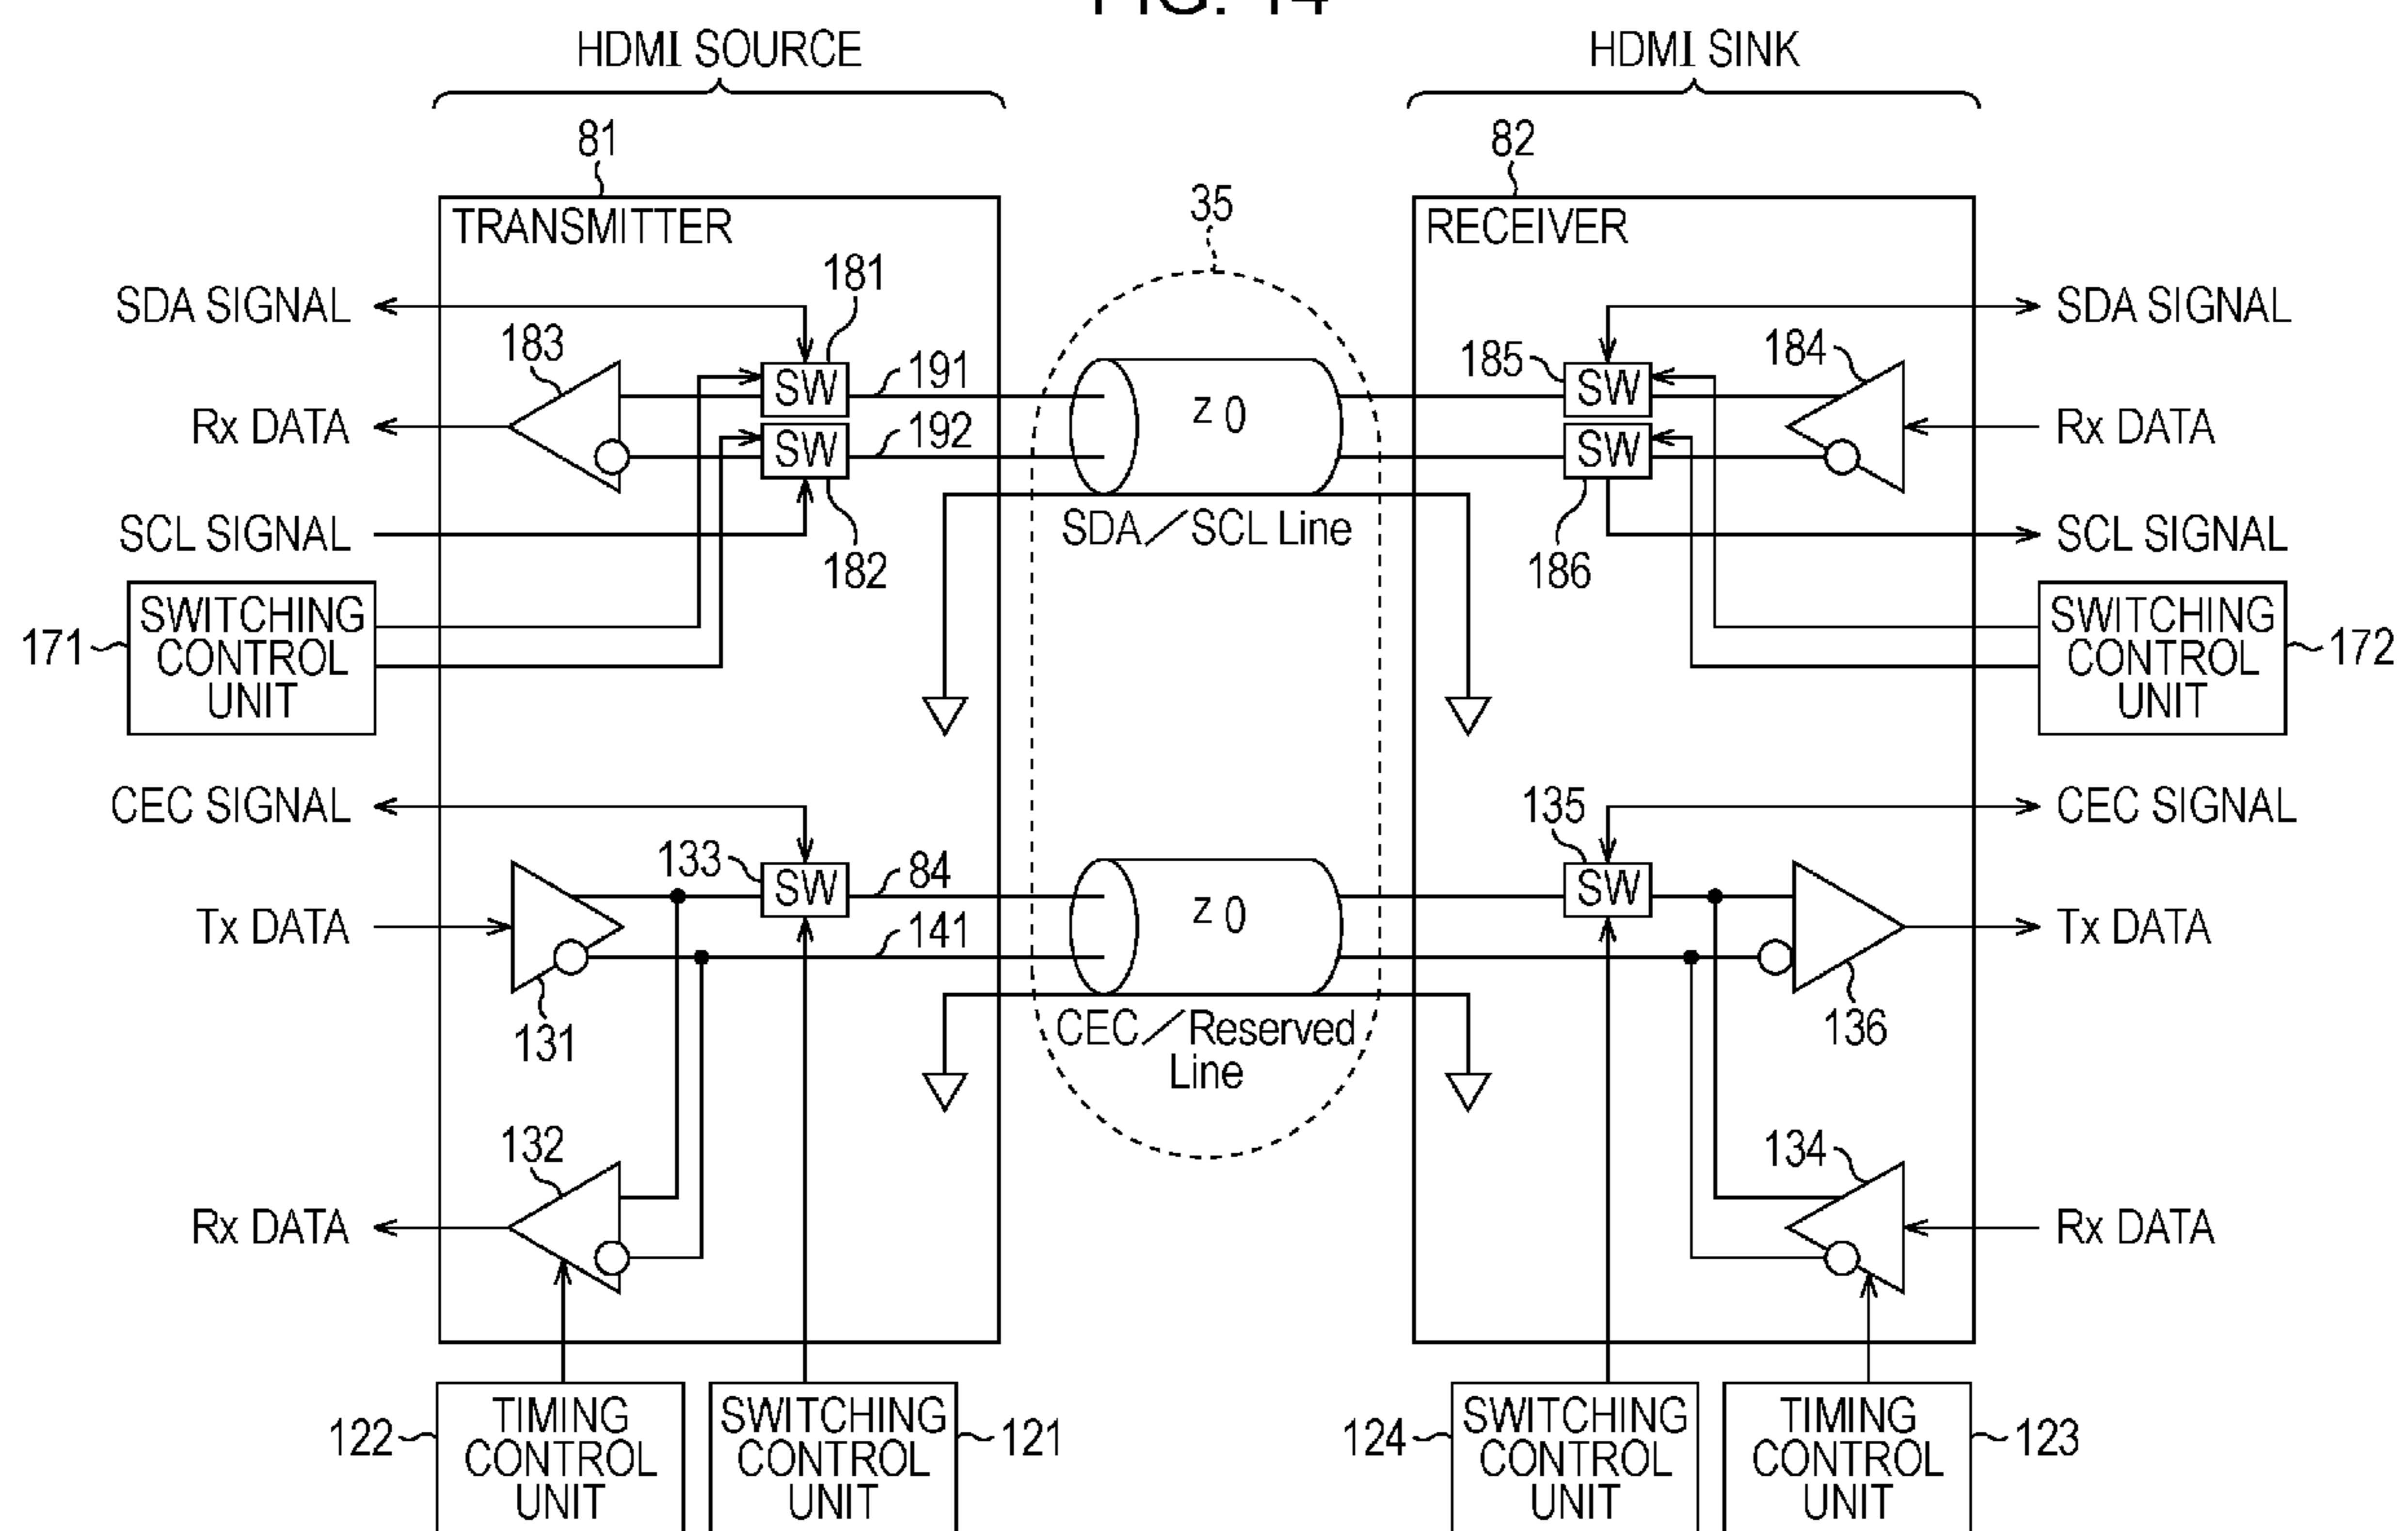 FIG. 14
HDMI SOURCE
HDMI SINK
81
82
35
TRANSMITTER
RECEIVER
SDA SIGNAL
181
SDA SIGNAL
183
SW
191
Z 0
185
SW
184
Rx DATA
SW
192
SW
Rx DATA
SCL SIGNAL
182
SDA/SCL Line
186
SCL SIGNAL
171
SWITCHING
CONTROL
UNIT
SWITCHING
CONTROL
UNIT
172
CEC SIGNAL
135
CEC SIGNAL
133
SW
84
Z 0
SW
Tx DATA
141
Tx DATA
131
CEC/Reserved
Line
136
132
134
Rx DATA
Rx DATA
122
TIMING
CONTROL
UNIT
SWITCHING
CONTROL
UNIT
121
124
SWITCHING
CONTROL
UNIT
TIMING
CONTROL
UNIT
123